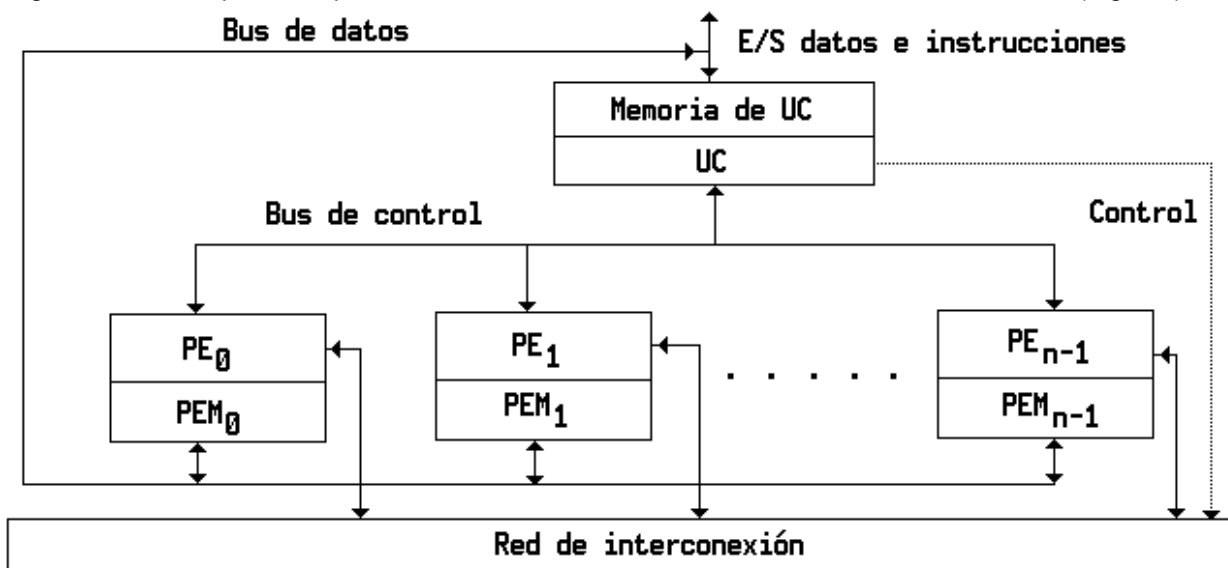 Bus de datos
E/S datos e instrucciones
Memoria de UC
UC
Bus de control
Control
PE0
PEM0
PE1
PEM1
. . . . .
PEn-1
PEMn-1
Red de interconexión